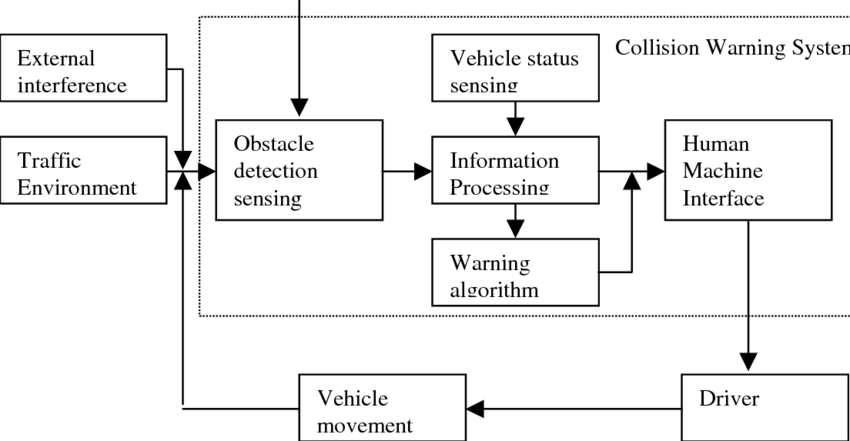 External
interference
Vehicle status
sensing
Collision Warning System
Traffic
Environment
Obstacle
detection
sensing
Information
Processing
Human
Machine
Interface
Warning
algorithm
Vehicle
movement
Driver